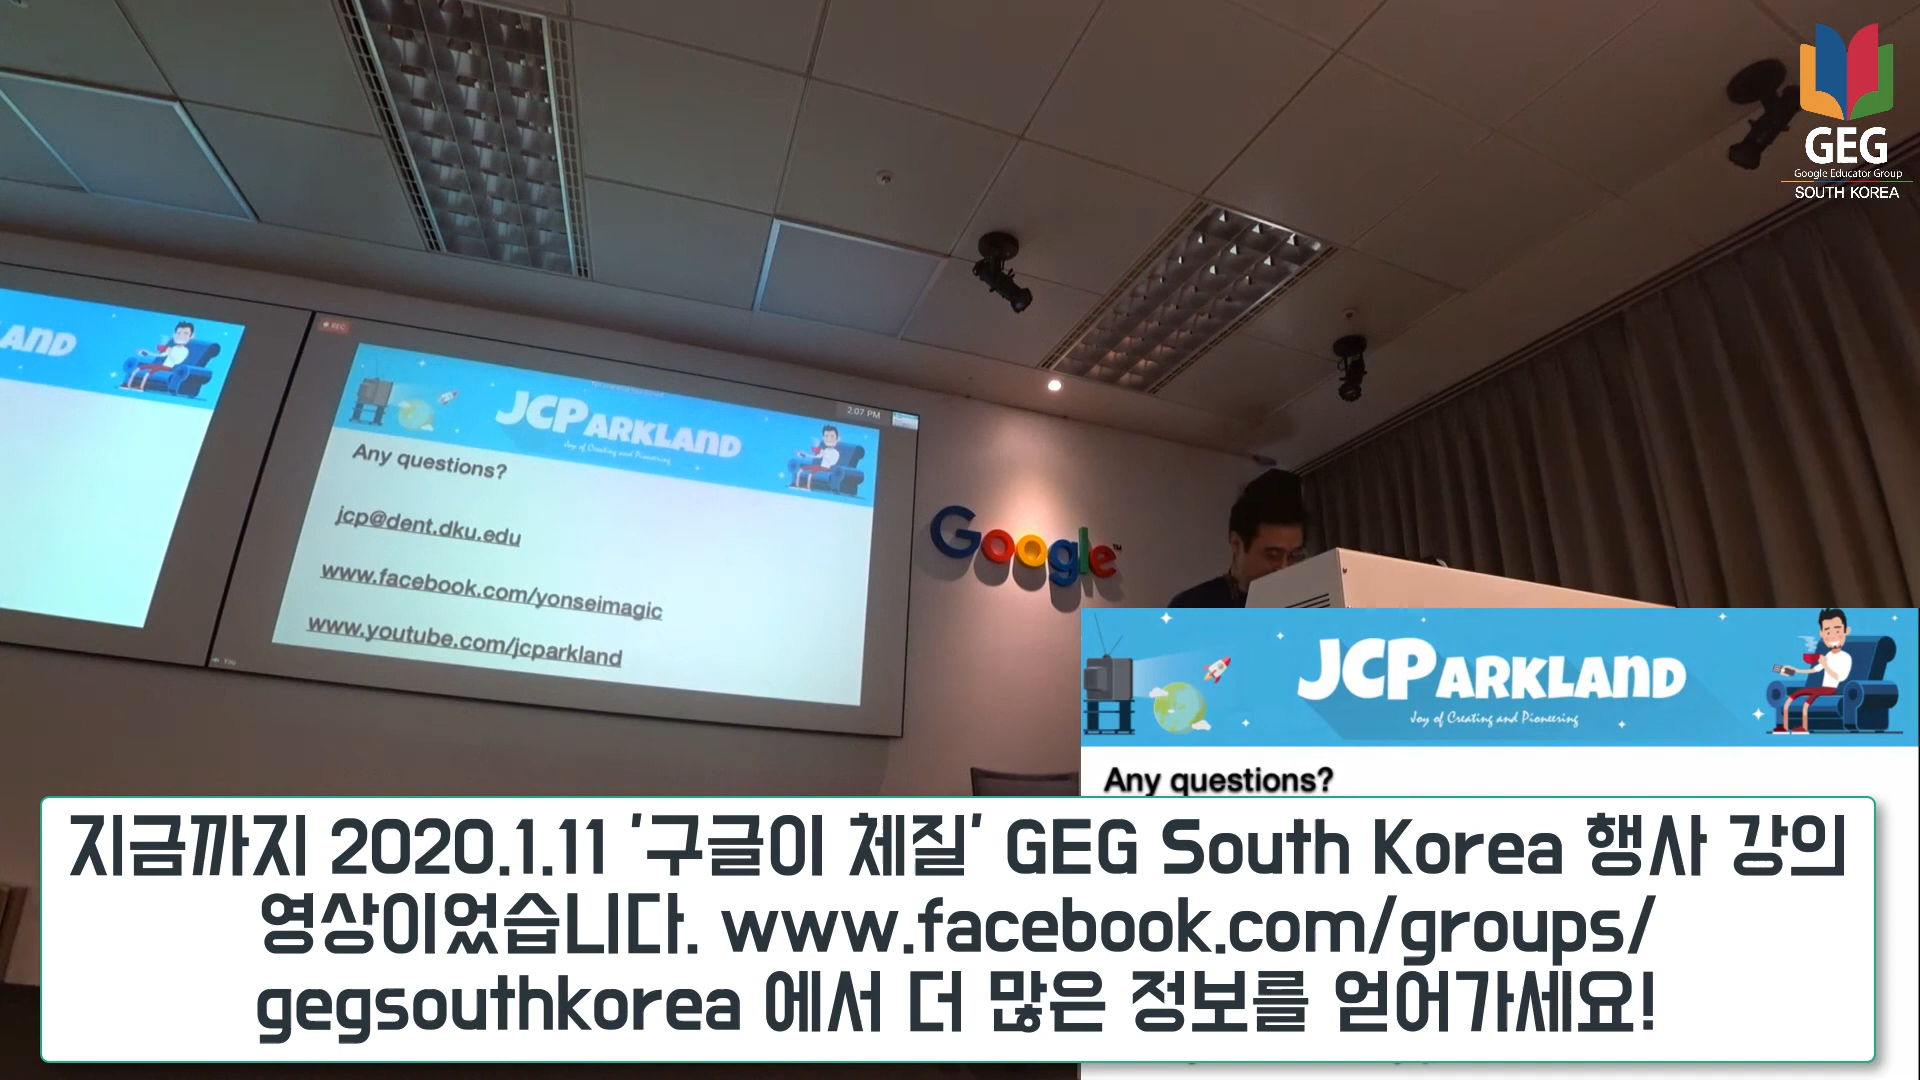 GEG
Google Educator Group
SOUTH KOREA
AND
REC
2:07 PM
JCPARKLAND
Joy of Creating and Pioneering
Any questions?
jcp@dent.dku.edu
www.facebook.com/yonseimagic
www.youtube.com/jcparkland
You
Google™
JCPARKLAND
Joy of Creating and Pioneering
Any questions?
지금까지 2020.1.11 '구글이 체질' GEG South Korea 행사 강의
영상이었습니다. www.facebook.com/groups/
gegsouthkorea 에서 더 많은 정보를 얻어가세요!